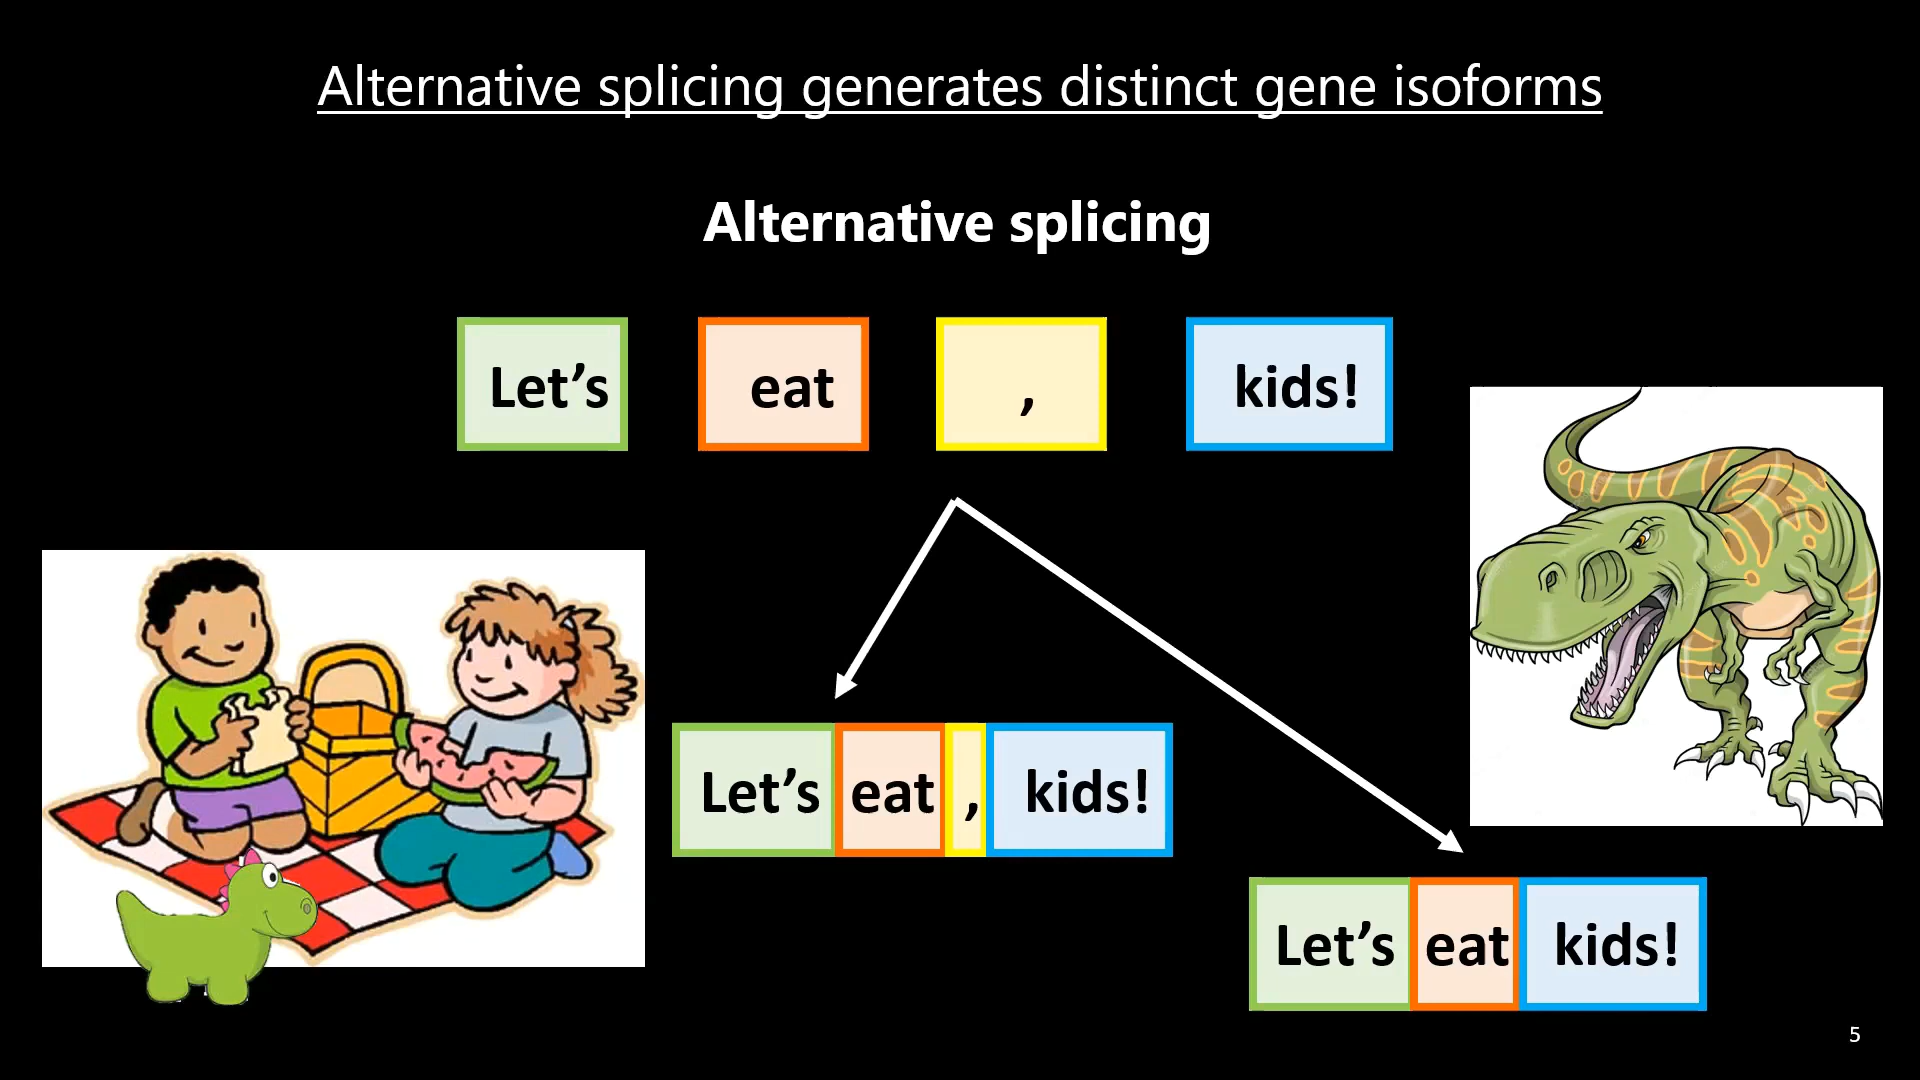 Alternative splicing generates distinct gene isoforms
Alternative splicing
Let’s eat , kids!
Let’s eat , kids!
Let’s eat kids!
5